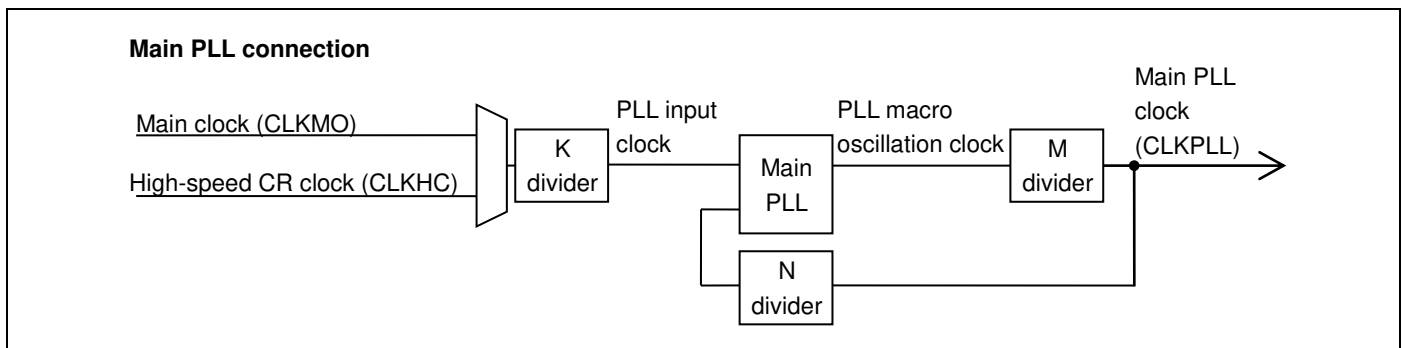 Main PLL connection
Main clock (CLKMO)
High-speed CR clock (CLKHC)
K
divider
PLL input
clock
Main
PLL
PLL macro
oscillation clock
M
divider
Main PLL
clock
(CLKPLL)
N
divider